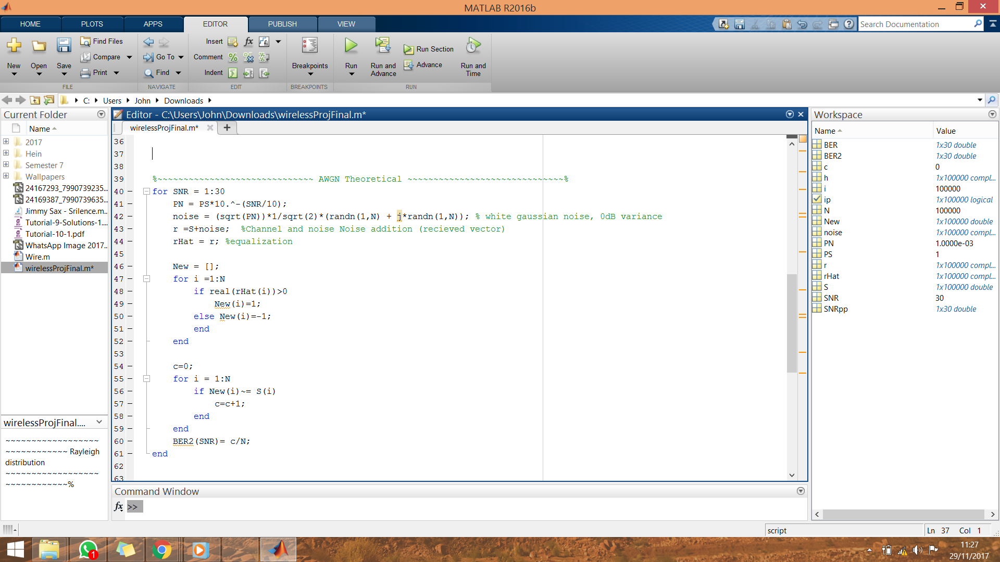 MATLAB R2016b
HOME PLOTS APPS EDITOR PUBLISH VIEW
Search Documentation
New Open Save Find Files Compare Print
Go To Find
Insert Comment Indent
fx
Breakpoints
Run Run and Advance Run Section Advance Run and Time
FILE NAVIGATE EDIT BREAKPOINTS RUN
C: Users John Downloads
Current Folder
Name
2017
Hein
Semester 7
Wallpapers
24167293_7990739235...
24169387_7990739635...
Jimmy Sax - Srilence.m...
Tutorial-9-Solutions-1....
Tutorial-10-1.pdf
WhatsApp Image 2017...
Wire.m
wirelessProjFinal.m*
wirelessProjFinal....
~~~~~~~~~~~~~~~~~~
~~~~~~~~~~~~ Rayleigh
distribution
~~~~~~~~~~~~~~~~~~
~~~~~~~~~~~~%
Editor - C:\Users\John\Downloads\wirelessProjFinal.m*
wirelessProjFinal.m*
36
37
38
39 %~~~~~~~~~~~~~~~~~~~~~~~~~~~~~~ AWGN Theoretical ~~~~~~~~~~~~~~~~~~~~~~~~~~~~~~%
40 for SNR = 1:30
41 PN = PS*10.^-(SNR/10);
42 noise = (sqrt(PN))*1/sqrt(2)*(randn(1,N) + j*randn(1,N)); % white gaussian noise, 0dB variance
43 r =S+noise; %Channel and noise Noise addition (recieved vector)
44 rHat = r; %equalization
45
46 New = [];
47 for i =1:N
48 if real(rHat(i))>0
49 New(i)=1;
50 else New(i)=-1;
51 end
52 end
53
54 c=0;
55 for i = 1:N
56 if New(i)~= S(i)
57 c=c+1;
58 end
59 end
60 BER2(SNR)= c/N;
61 end
62
63
Command Window
fx >>
Workspace
Name Value
BER 1x30 double
BER2 1x30 double
c 0
h 1x100000 compl...
i 100000
ip 1x100000 logical
N 100000
New 1x100000 double
noise 1x100000 compl...
PN 1.0000e-03
PS 1
r 1x100000 compl...
rHat 1x100000 compl...
S 1x100000 double
SNR 30
SNRpp 1x30 double
script Ln 37 Col 1
1
11:27
29/11/2017